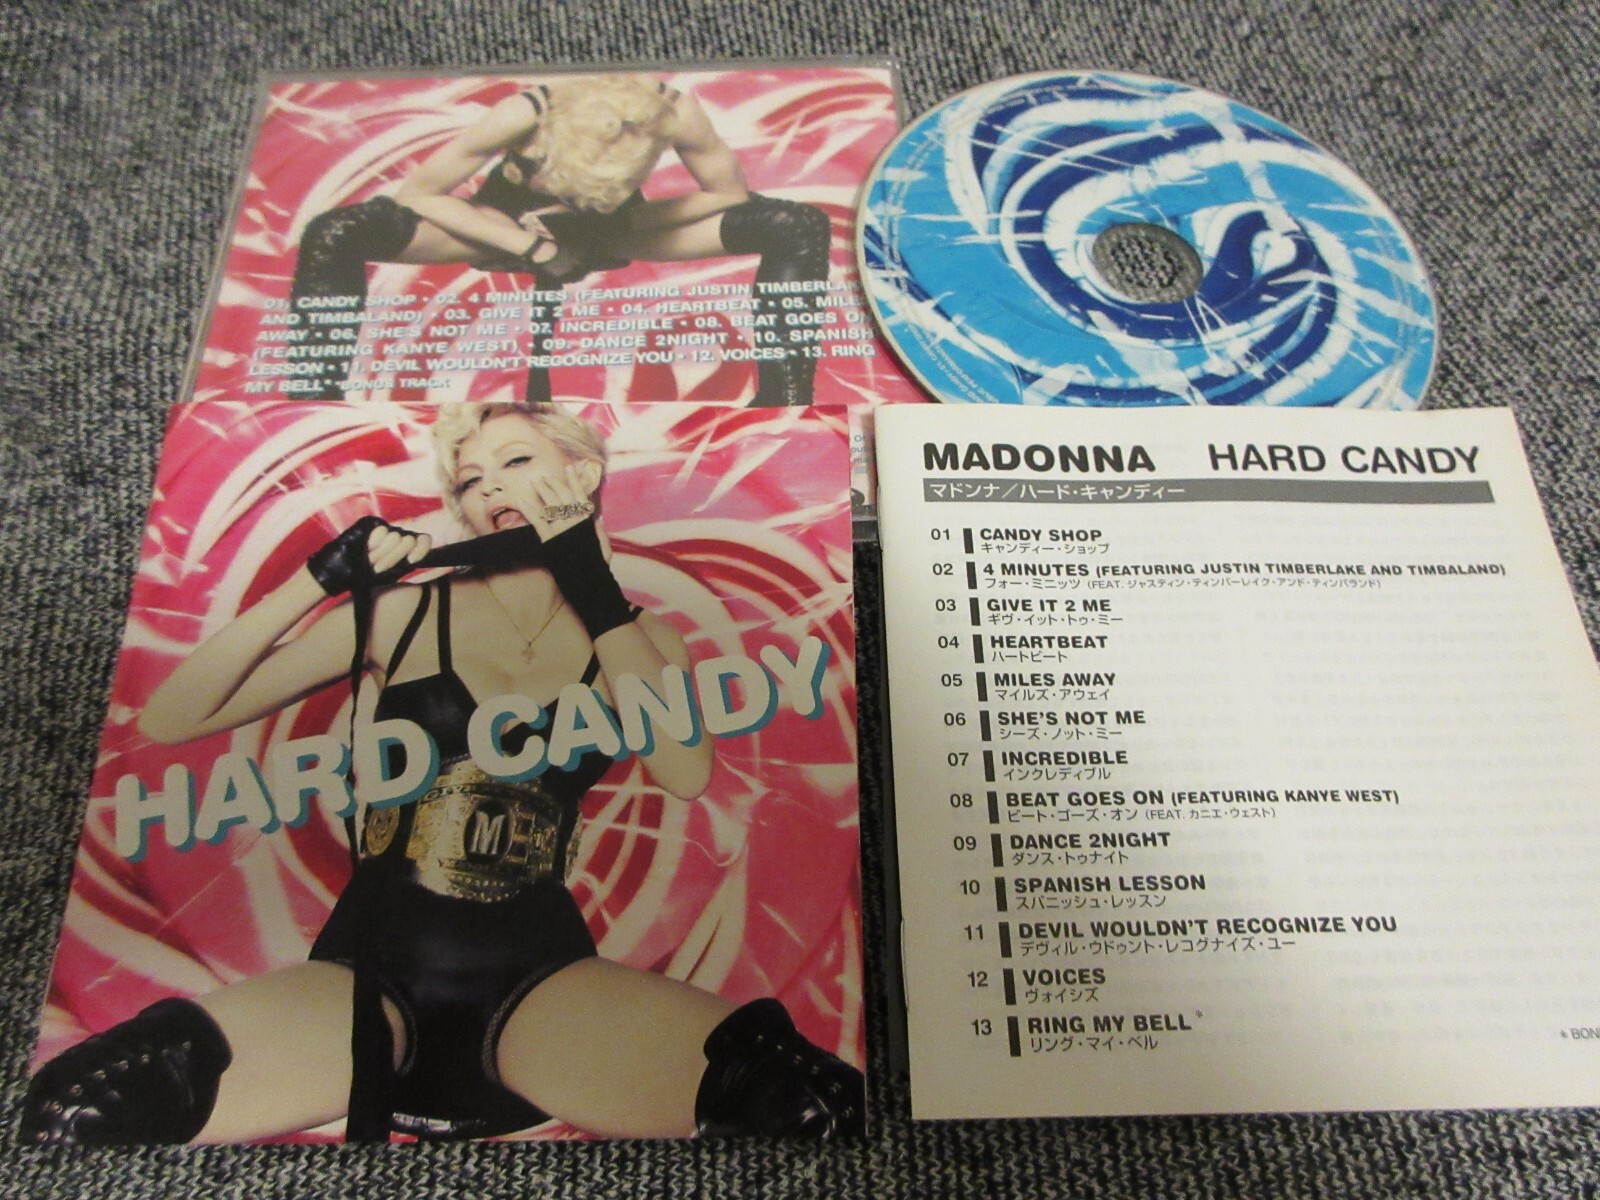 01. CANDY SHOP • 02. 4 MINUTES (FEATURING JUSTIN TIMBERLAK
AND TIMBALAND) • 03. GIVE IT 2 ME • 04. HEARTBEAT • 05. MILES
AWAY • 06. SHE'S NOT ME • 07. INCREDIBLE • 08. BEAT GOES ON
(FEATURING KANYE WEST) • 09. DANCE 2NIGHT • 10. SPANISH
LESSON • 11. DEVIL WOULDN'T RECOGNIZE YOU • 12. VOICES • 13. RING
MY BELL* *BONUS TRACK
HARD CANDY
M
MADONNA HARD CANDY
マドンナ／ハード・キャンディー
01 CANDY SHOP
キャンディー・ショップ
02 4 MINUTES (FEATURING JUSTIN TIMBERLAKE AND TIMBALAND)
フォー・ミニッツ (FEAT. ジャスティン・ティンバーレイク・アンド・ティンバランド)
03 GIVE IT 2 ME
ギヴ・イット・トゥ・ミー
04 HEARTBEAT
ハートビート
05 MILES AWAY
マイルズ・アウェイ
06 SHE'S NOT ME
シーズ・ノット・ミー
07 INCREDIBLE
インクレディブル
08 BEAT GOES ON (FEATURING KANYE WEST)
ビート・ゴーズ・オン (FEAT. カニエ・ウェスト)
09 DANCE 2NIGHT
ダンス・トゥナイト
10 SPANISH LESSON
スパニッシュ・レッスン
11 DEVIL WOULDN'T RECOGNIZE YOU
デヴィル・ウドゥント・レコグナイズ・ユー
12 VOICES
ヴォイシズ
13 RING MY BELL*
リング・マイ・ベル
* BON